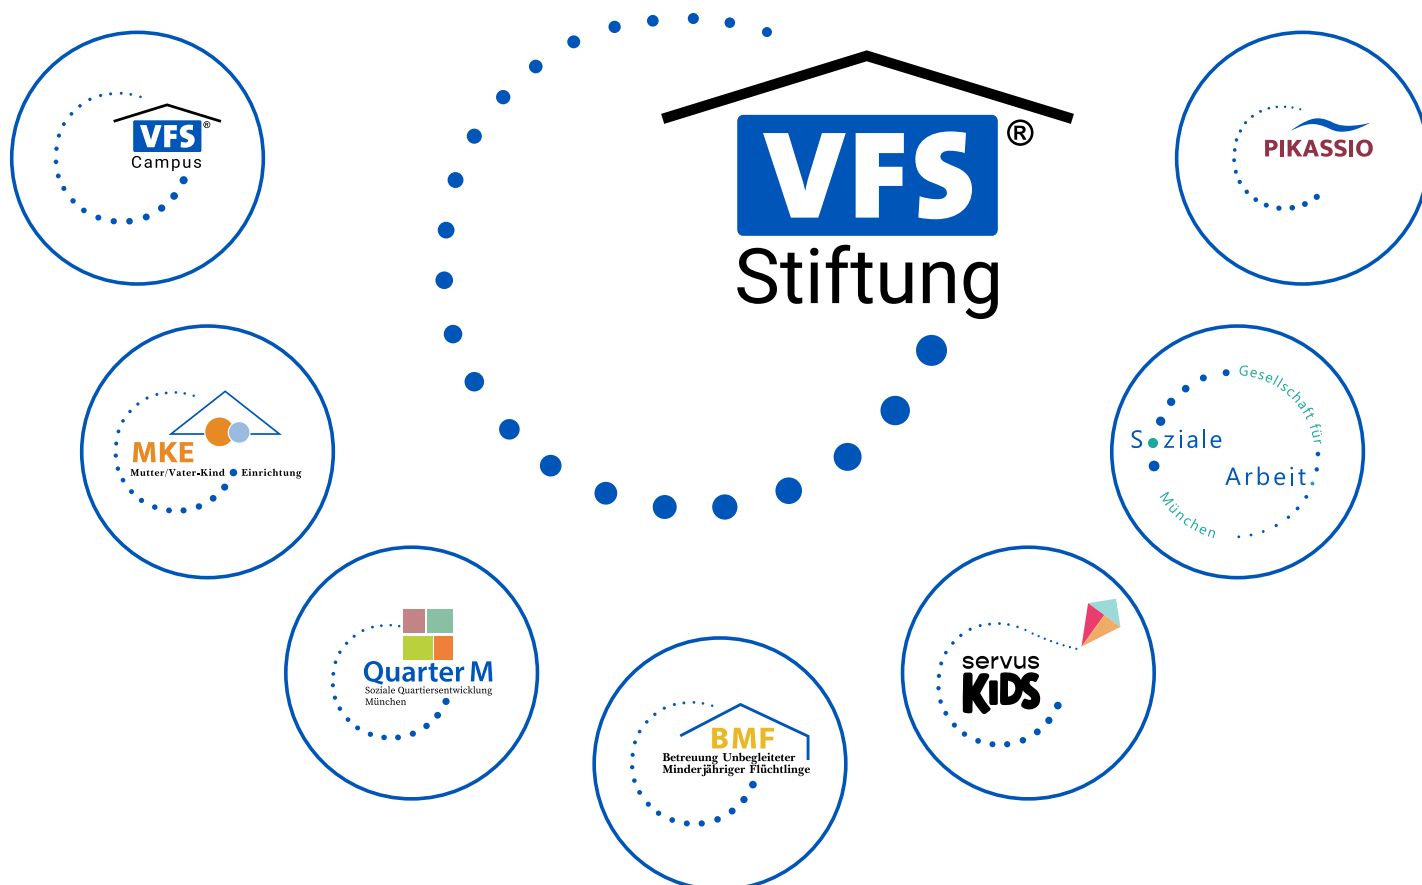 VFS®
Stiftung
VFS®
Campus
PIKASSIO
MKE
Mutter/Vater-Kind ● Einrichtung
Gesellschaft für
Soziale
Arbeit.
München
Quarter M
Soziale Quartiersentwicklung
München
servus
KiDS
BMF
Betreuung Unbegleiteter
Minderjähriger Flüchtlinge